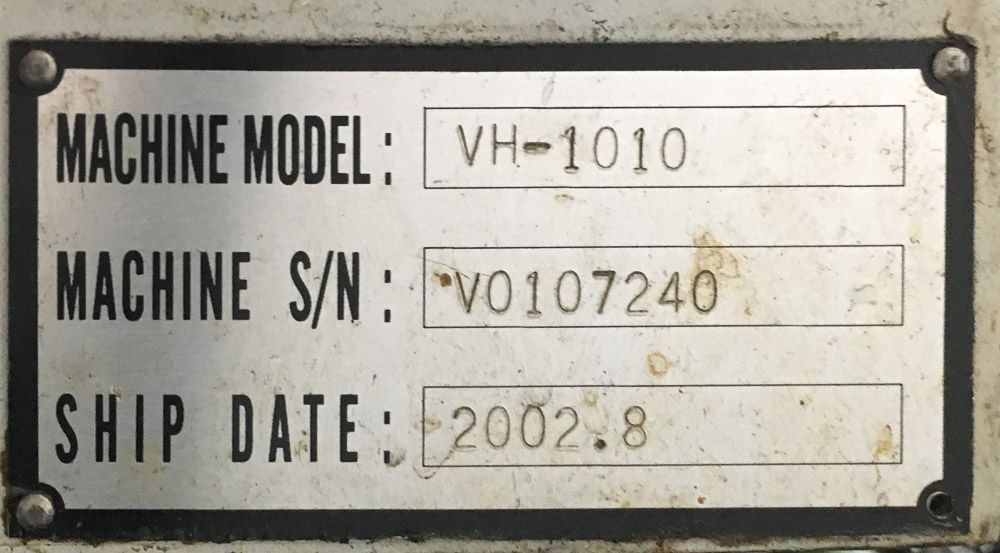 MACHINE MODEL: VH-1010
MACHINE S/N: V0107240
SHIP DATE: 2002.8